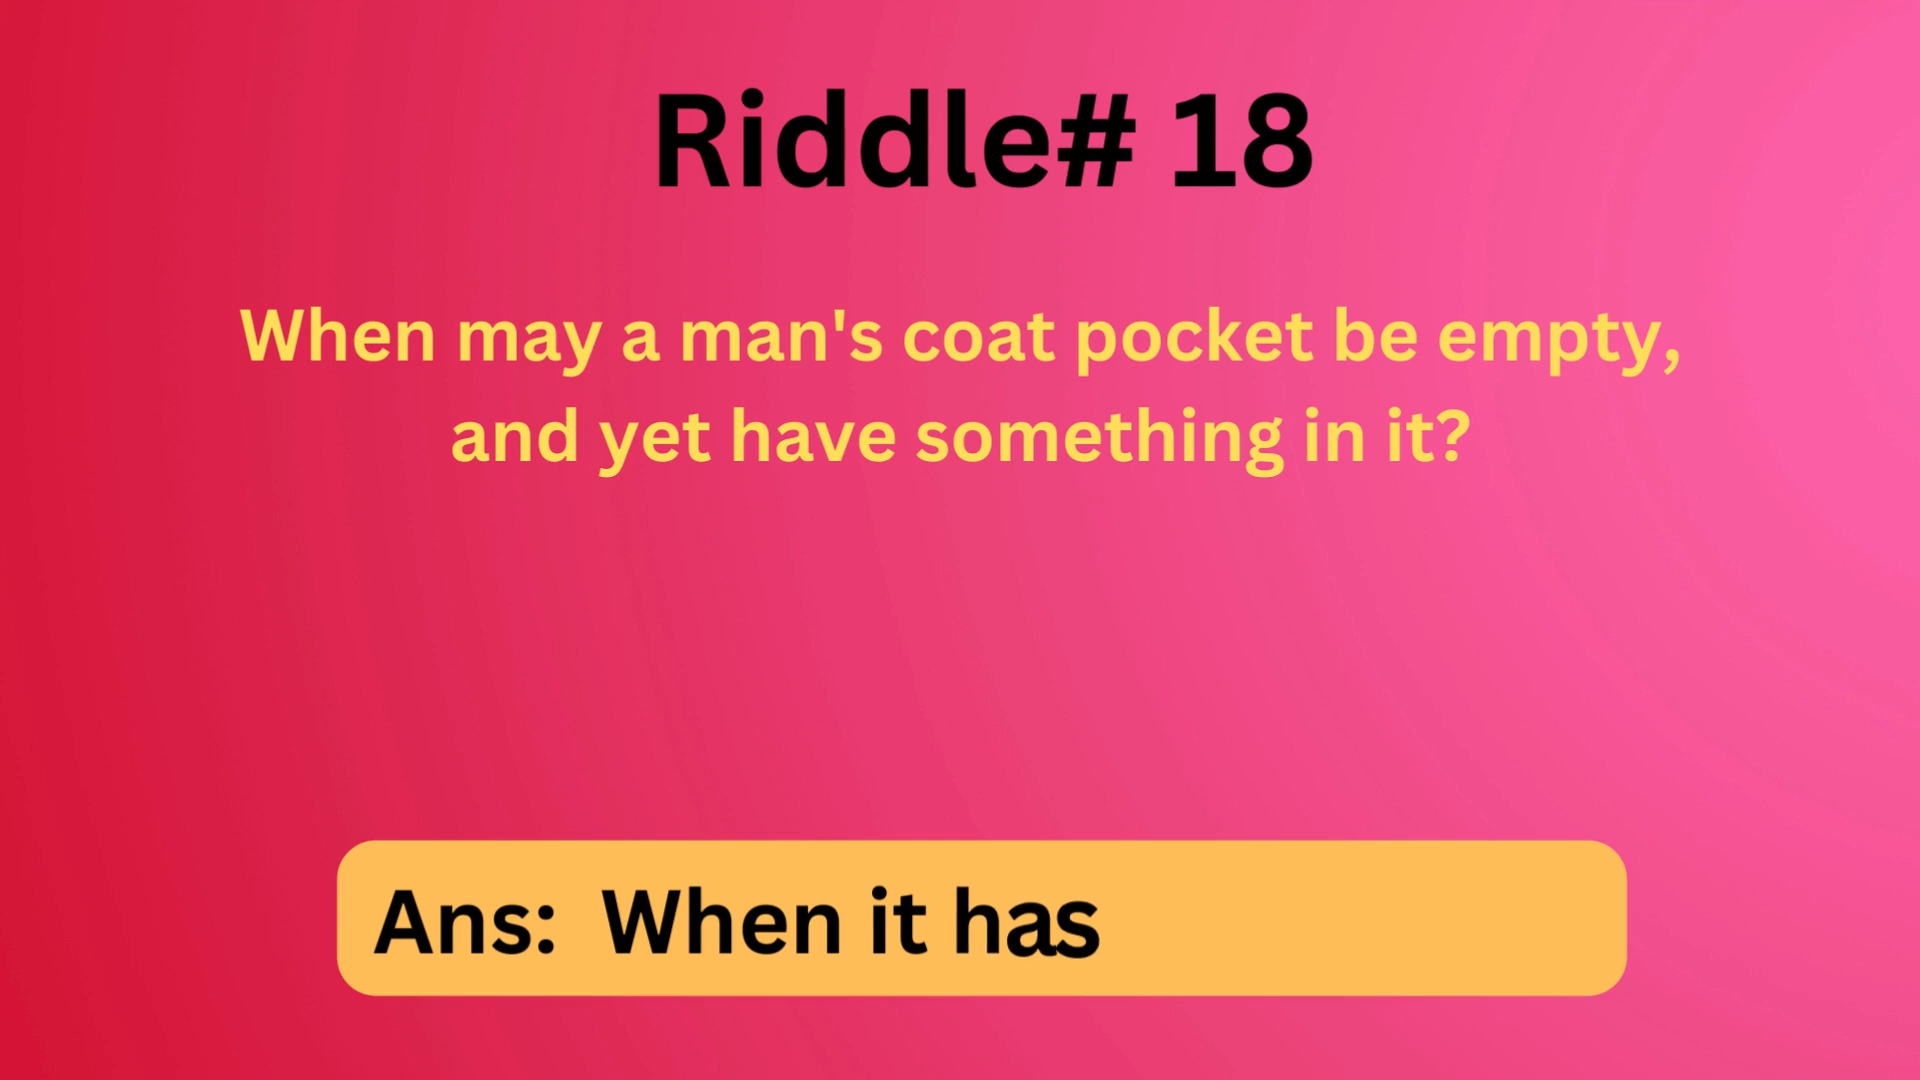 Riddle# 18
When may a man's coat pocket be empty,
and yet have something in it?
Ans: When it has